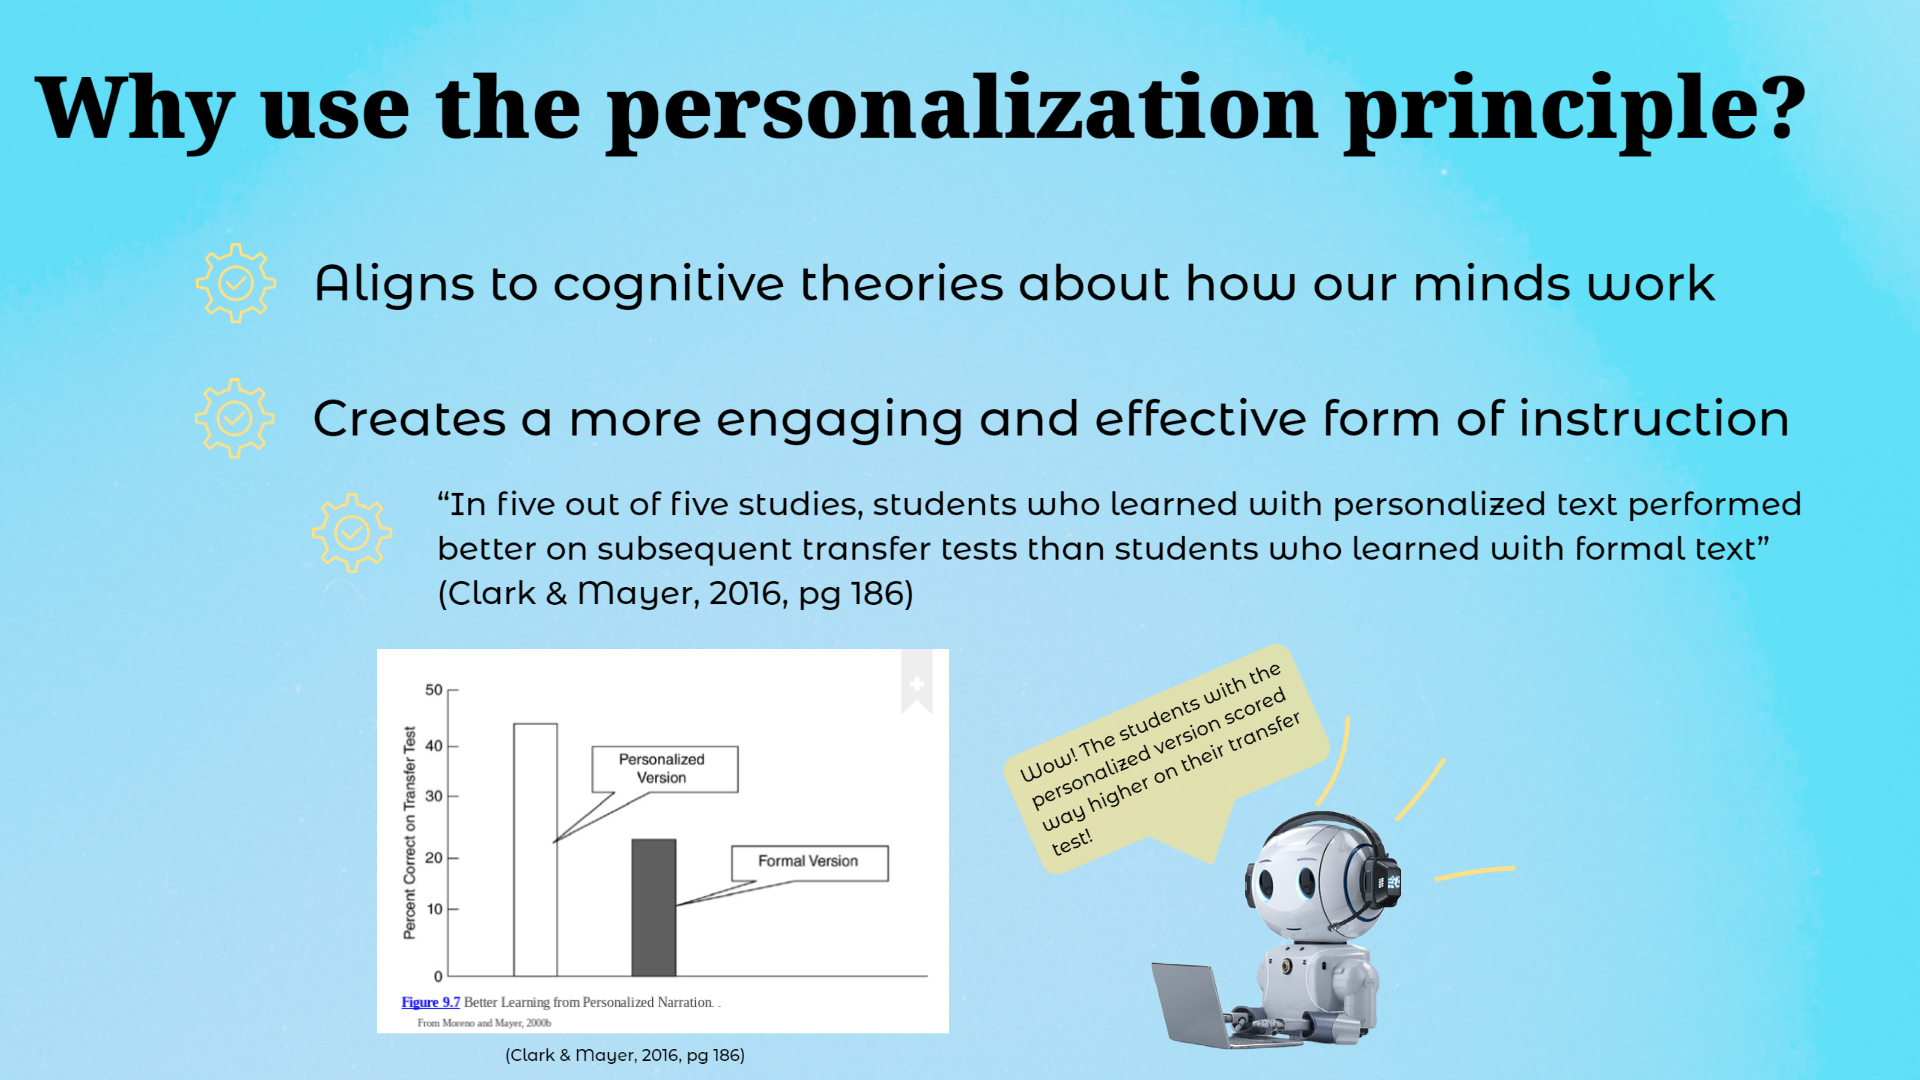 Why use the personalization principle?
Aligns to cognitive theories about how our minds work
Creates a more engaging and effective form of instruction
“In five out of five studies, students who learned with personalized text performed
better on subsequent transfer tests than students who learned with formal text”
(Clark & Mayer, 2016, pg 186)
50
40
30
20
10
0
Percent Correct on Transfer Test
Personalized
Version
Formal Version
Figure 9.7 Better Learning from Personalized Narration. .
From Moreno and Mayer, 2000b
(Clark & Mayer, 2016, pg 186)
Wow! The students with the
personalized version scored
way higher on their transfer
test!